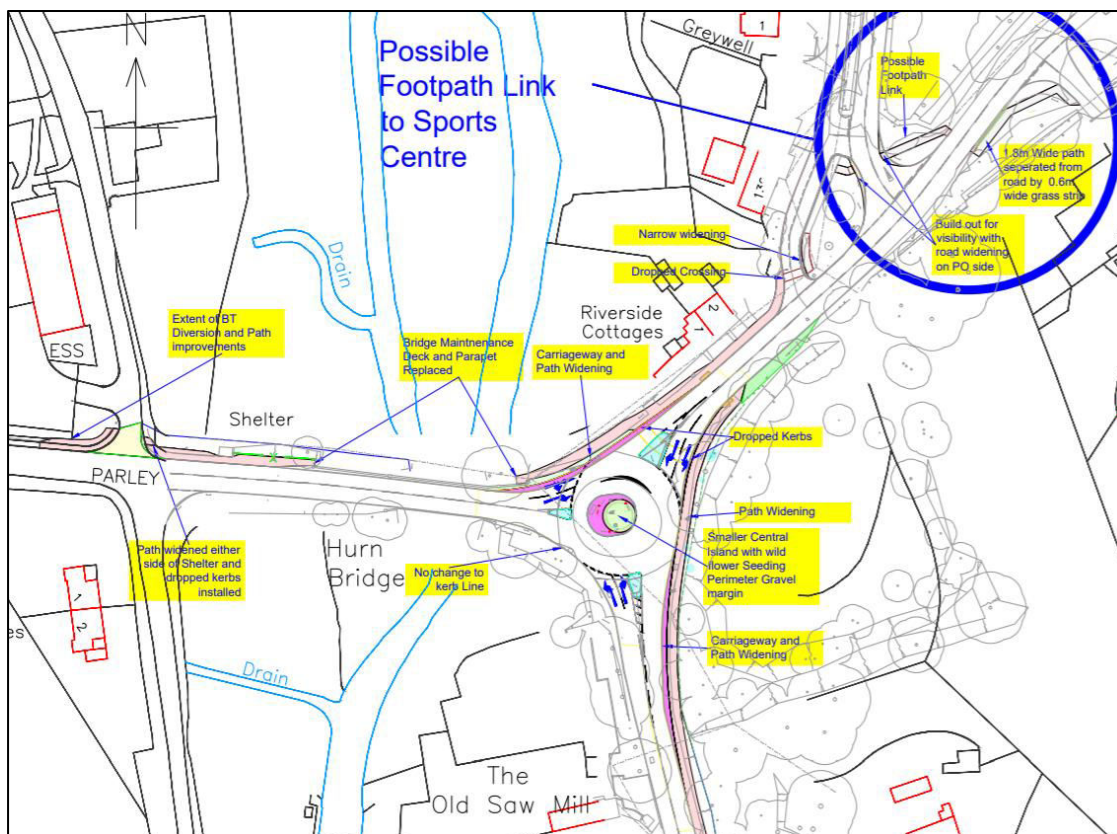 N
Possible
Footpath Link
to Sports
Centre
Greywell
1
Possible
Footpath
Link
1.8m Wide path
seperated from
road by 0.6m
wide grass strip
Build out for
visibility with
road widening
on PQ side
Narrow widening
Dropped Crossing
Riverside
Cottages
2
1
Drain
Extent of BT
Diversion and Path
improvements
ESS
Bridge Maintnenance
Deck and Parapet
Replaced
Carriageway and
Path Widening
Shelter
Dropped Kerbs
PARLEY
Path Widening
Path widened either
side of Shelter and
dropped kerbs
installed
Hurn
Bridge
No change to
kerb Line
Smaller Central
Island with wild
flower Seeding
Perimeter Gravel
margin
1
2
es
Carriageway and
Path Widening
Drain
The
Old Saw Mill